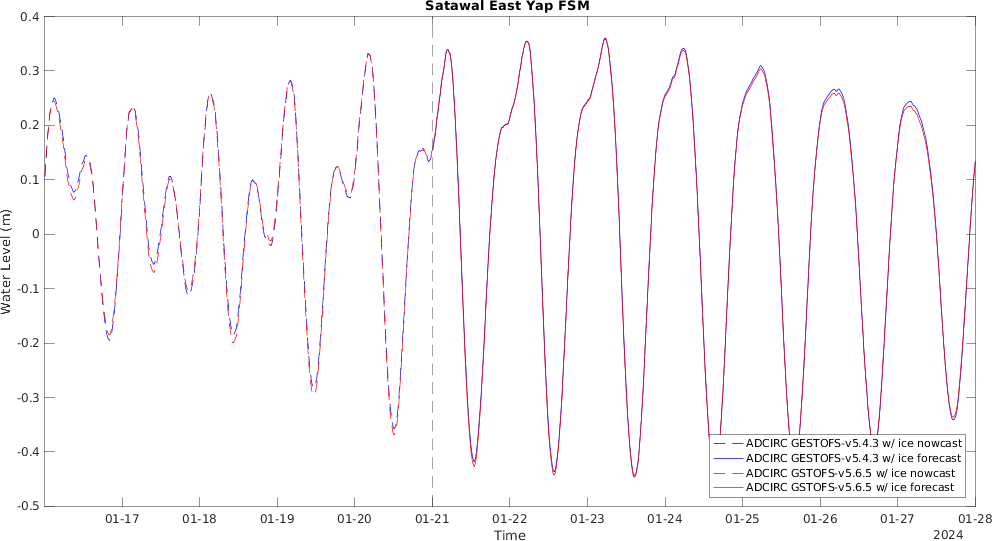 Satawal East Yap FSM
0.4
0.3
0.2
0.1
0
-0.1
-0.2
-0.3
-0.4
-0.5
Water Level (m)
ADCIRC GESTOFS-v5.4.3 w/ ice nowcast
ADCIRC GESTOFS-v5.4.3 w/ ice forecast
ADCIRC GSTOFS-v5.6.5 w/ ice nowcast
ADCIRC GSTOFS-v5.6.5 w/ ice forecast
01-17 01-18 01-19 01-20 01-21 01-22 01-23 01-24 01-25 01-26 01-27 01-28
Time
2024